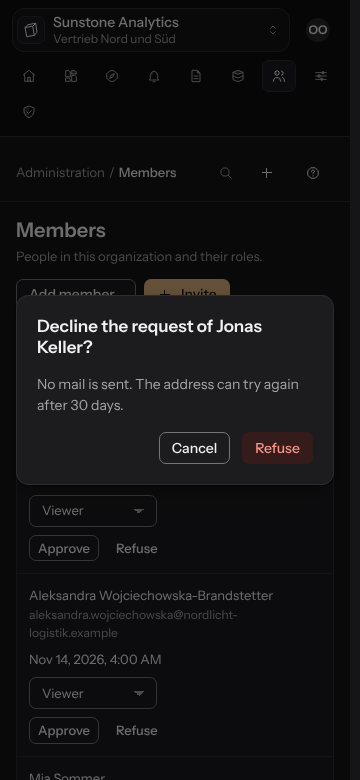 Sunstone Analytics
Vertrieb Nord und Süd
OO
Administration / Members
Members
People in this organization and their roles.
Add member
Invite
Decline the request of Jonas
Keller?
No mail is sent. The address can try again
after 30 days.
Cancel
Refuse
Viewer
Approve
Refuse
Aleksandra Wojciechowska-Brandstetter
aleksandra.wojciechowska@nordlicht-
logistik.example
Nov 14, 2026, 4:00 AM
Viewer
Approve
Refuse
Mia Sommer